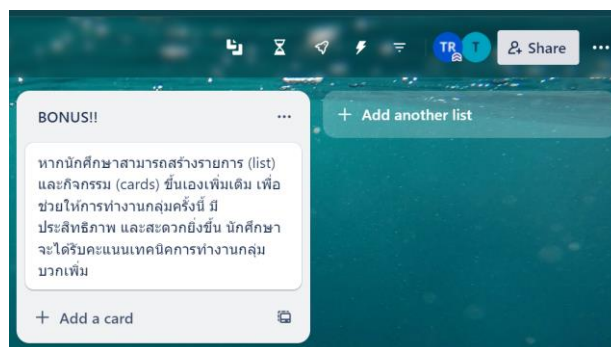 TR T Share
BONUS!!
+ Add another list
หากนักศึกษาสามารถสร้างรายการ (list)
และกิจกรรม (cards) ขึ้นเองเพิ่มเติม เพื่อ
ช่วยให้การทำงานกลุ่มครั้งนี้ มี
ประสิทธิภาพ และสะดวกยิ่งขึ้น นักศึกษา
จะได้รับคะแนนเทคนิคการทำงานกลุ่ม
บวกเพิ่ม
+ Add a card